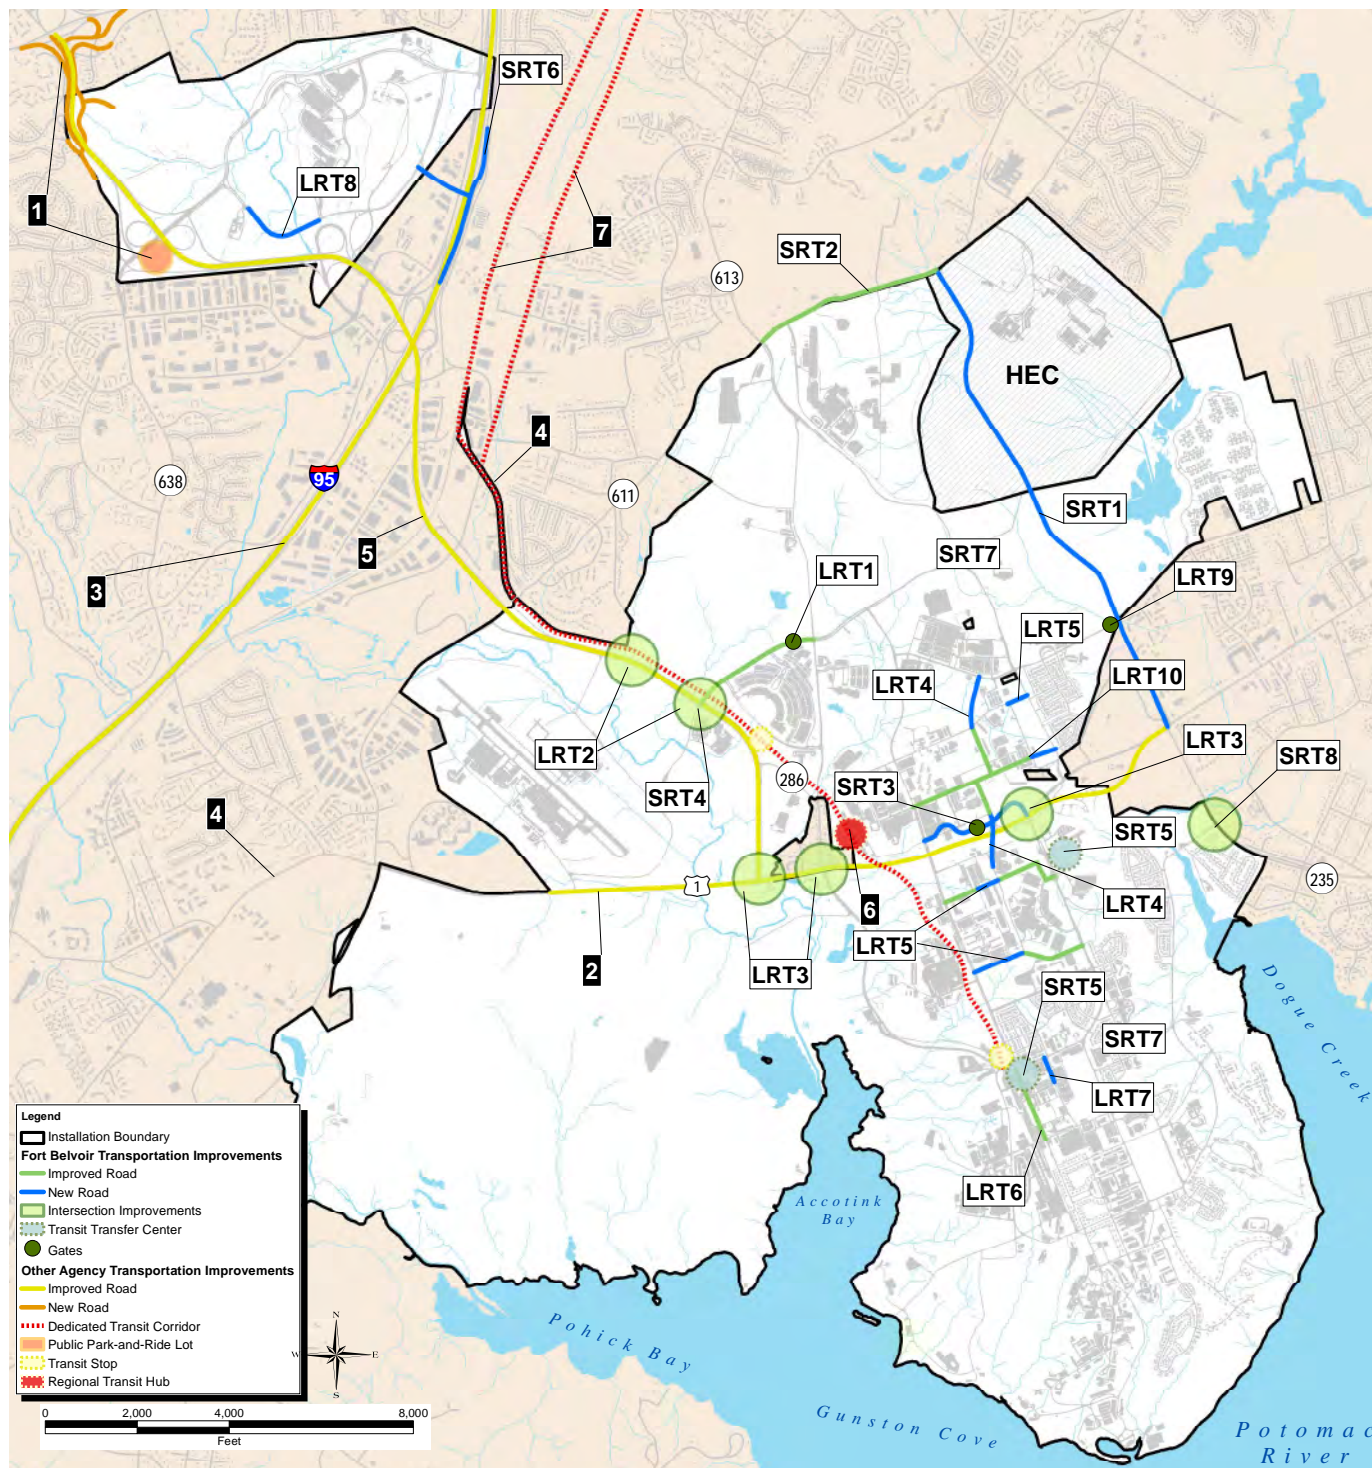 SRT6
LRT8
1
7
SRT2
613
HEC
4
638
95
611
SRT1
5
SRT7
LRT1
LRT9
3
LRT5
LRT4
LRT10
LRT3
LRT2
SRT8
286
SRT4
SRT3
4
SRT5
1
235
6
LRT4
LRT5
2
LRT3
SRT5
Dogue Creek
SRT7
LRT7
LRT6
Accotink
Bay
Legend
Installation Boundary
Fort Belvoir Transportation Improvements
Improved Road
New Road
Intersection Improvements
Transit Transfer Center
Gates
Other Agency Transportation Improvements
Improved Road
New Road
Dedicated Transit Corridor
Public Park-and-Ride Lot
Transit Stop
Regional Transit Hub
N
W E
S
Pohick Bay
0 2,000 4,000 8,000
Feet
Gunston Cove
Potomac
River